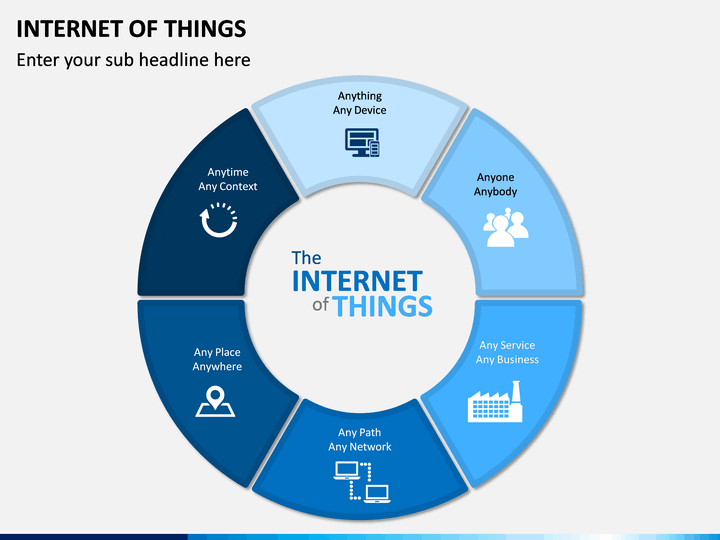 INTERNET OF THINGS
Enter your sub headline here
Anything
Any Device
Anyone
Anybody
Any Service
Any Business
Any Path
Any Network
Any Place
Anywhere
Anytime
Any Context
The
INTERNET
of THINGS